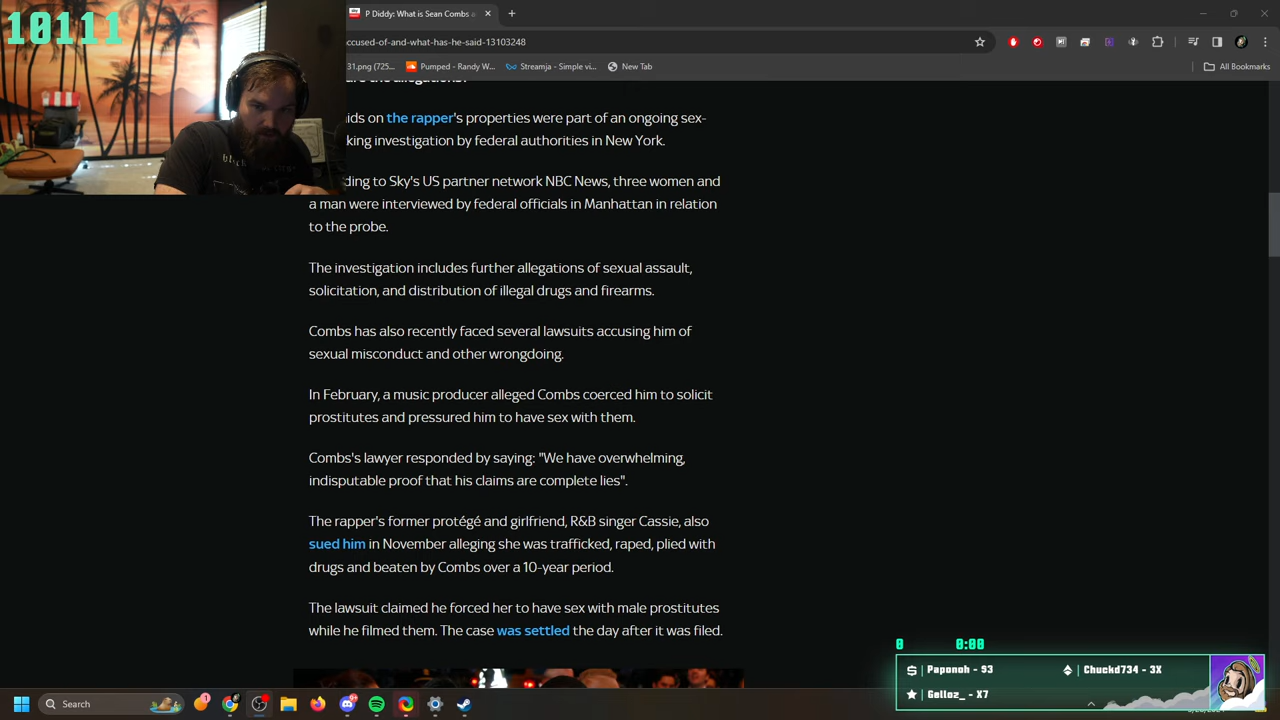 10111
P Diddy: What is Sean Combs
accused-of-and-what-has-he-said-13103248
31.png (725...
Pumped - Randy W...
Streamja - Simple vi...
New Tab
All Bookmarks
the allegations?
on the rapper's properties were part of an ongoing sex-
investigation by federal authorities in New York.
to Sky's US partner network NBC News, three women and
a man were interviewed by federal officials in Manhattan in relation
to the probe.
The investigation includes further allegations of sexual assault,
solicitation, and distribution of illegal drugs and firearms.
Combs has also recently faced several lawsuits accusing him of
sexual misconduct and other wrongdoing.
In February, a music producer alleged Combs coerced him to solicit
prostitutes and pressured him to have sex with them.
Combs's lawyer responded by saying: "We have overwhelming,
indisputable proof that his claims are complete lies".
The rapper's former protégé and girlfriend, R&B singer Cassie, also
sued him in November alleging she was trafficked, raped, plied with
drugs and beaten by Combs over a 10-year period.
The lawsuit claimed he forced her to have sex with male prostitutes
while he filmed them. The case was settled the day after it was filed.
0 0:00
Paponoh - $3
Chuckd734 - 3X
Golloz_ - X7
Search